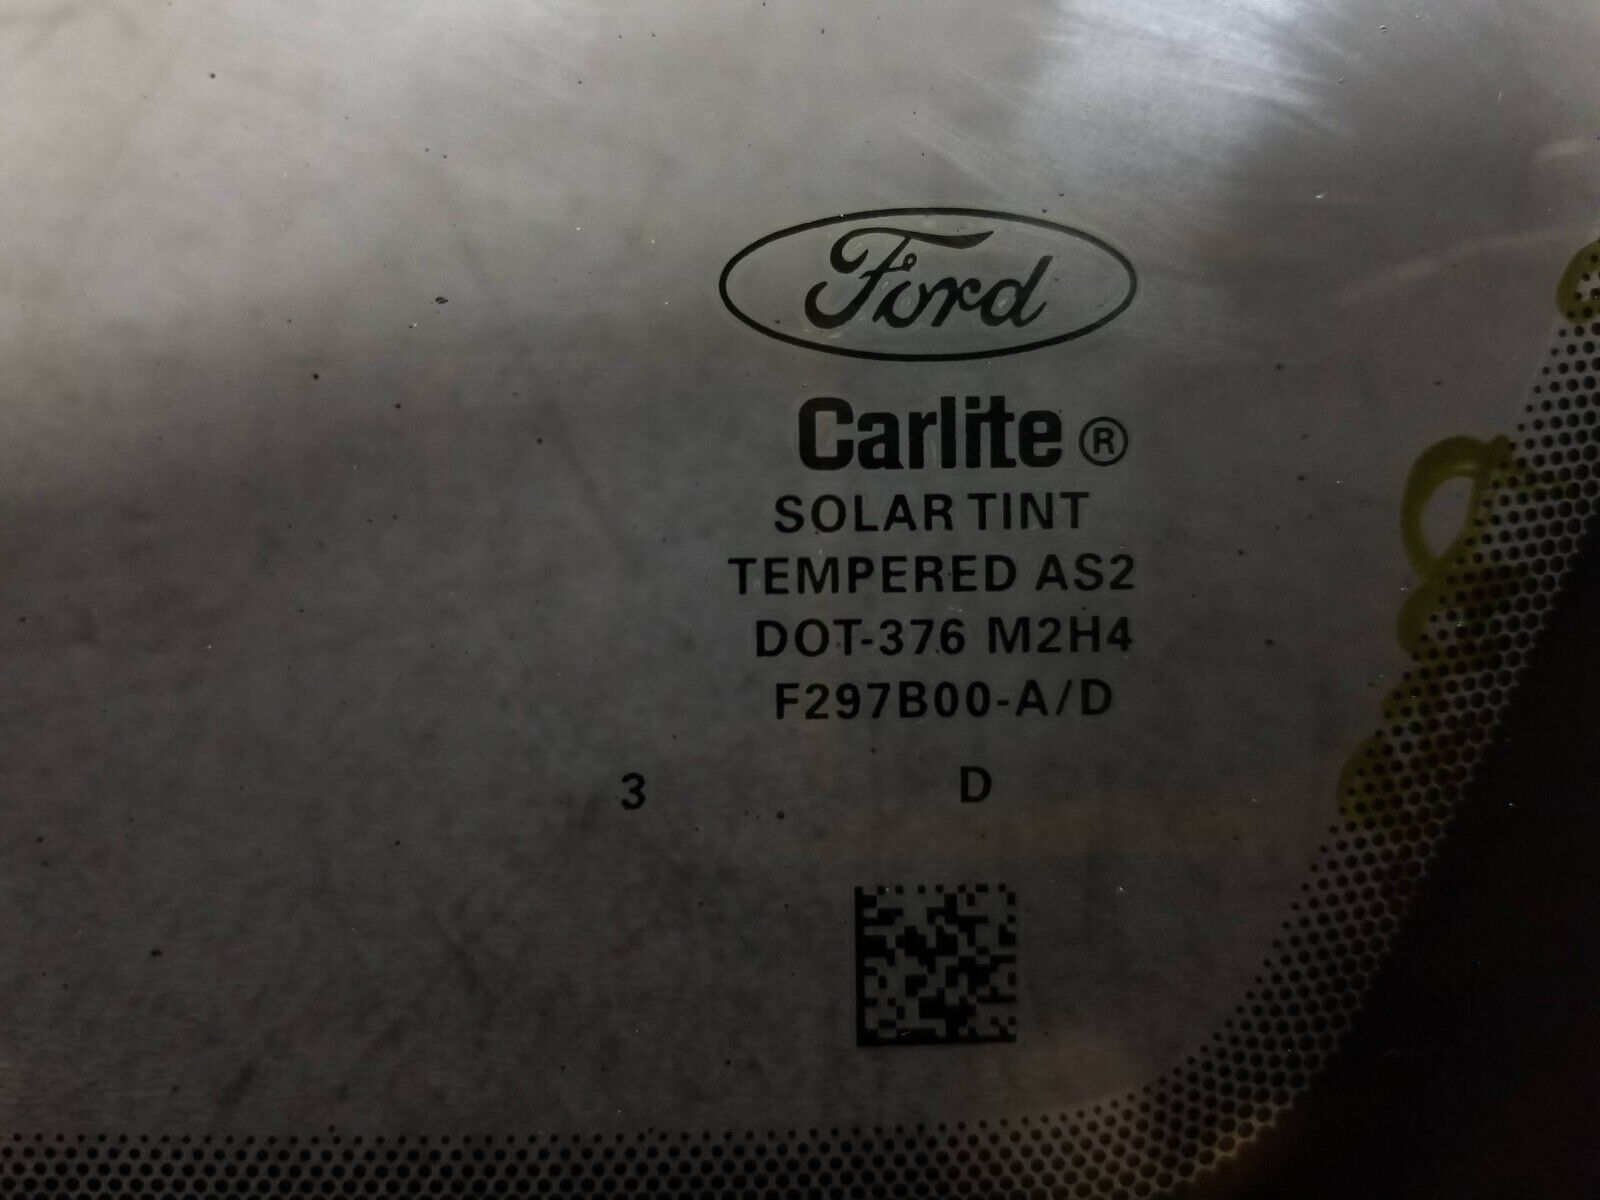 Ford
Carlite ®
SOLAR TINT
TEMPERED AS2
DOT-376 M2H4
F297B00-A/D
3 D